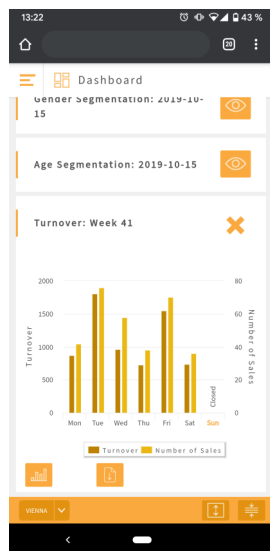 13:22
43 %
20
Dashboard
Gender Segmentation: 2019-10-
15
Age Segmentation: 2019-10-15
Turnover: Week 41
2000
1500
1000
500
0
Turnover
80
60
40
20
0
Number of Sales
Closed
Mon Tue Wed Thu Fri Sat Sun
Turnover Number of Sales
VIENNA